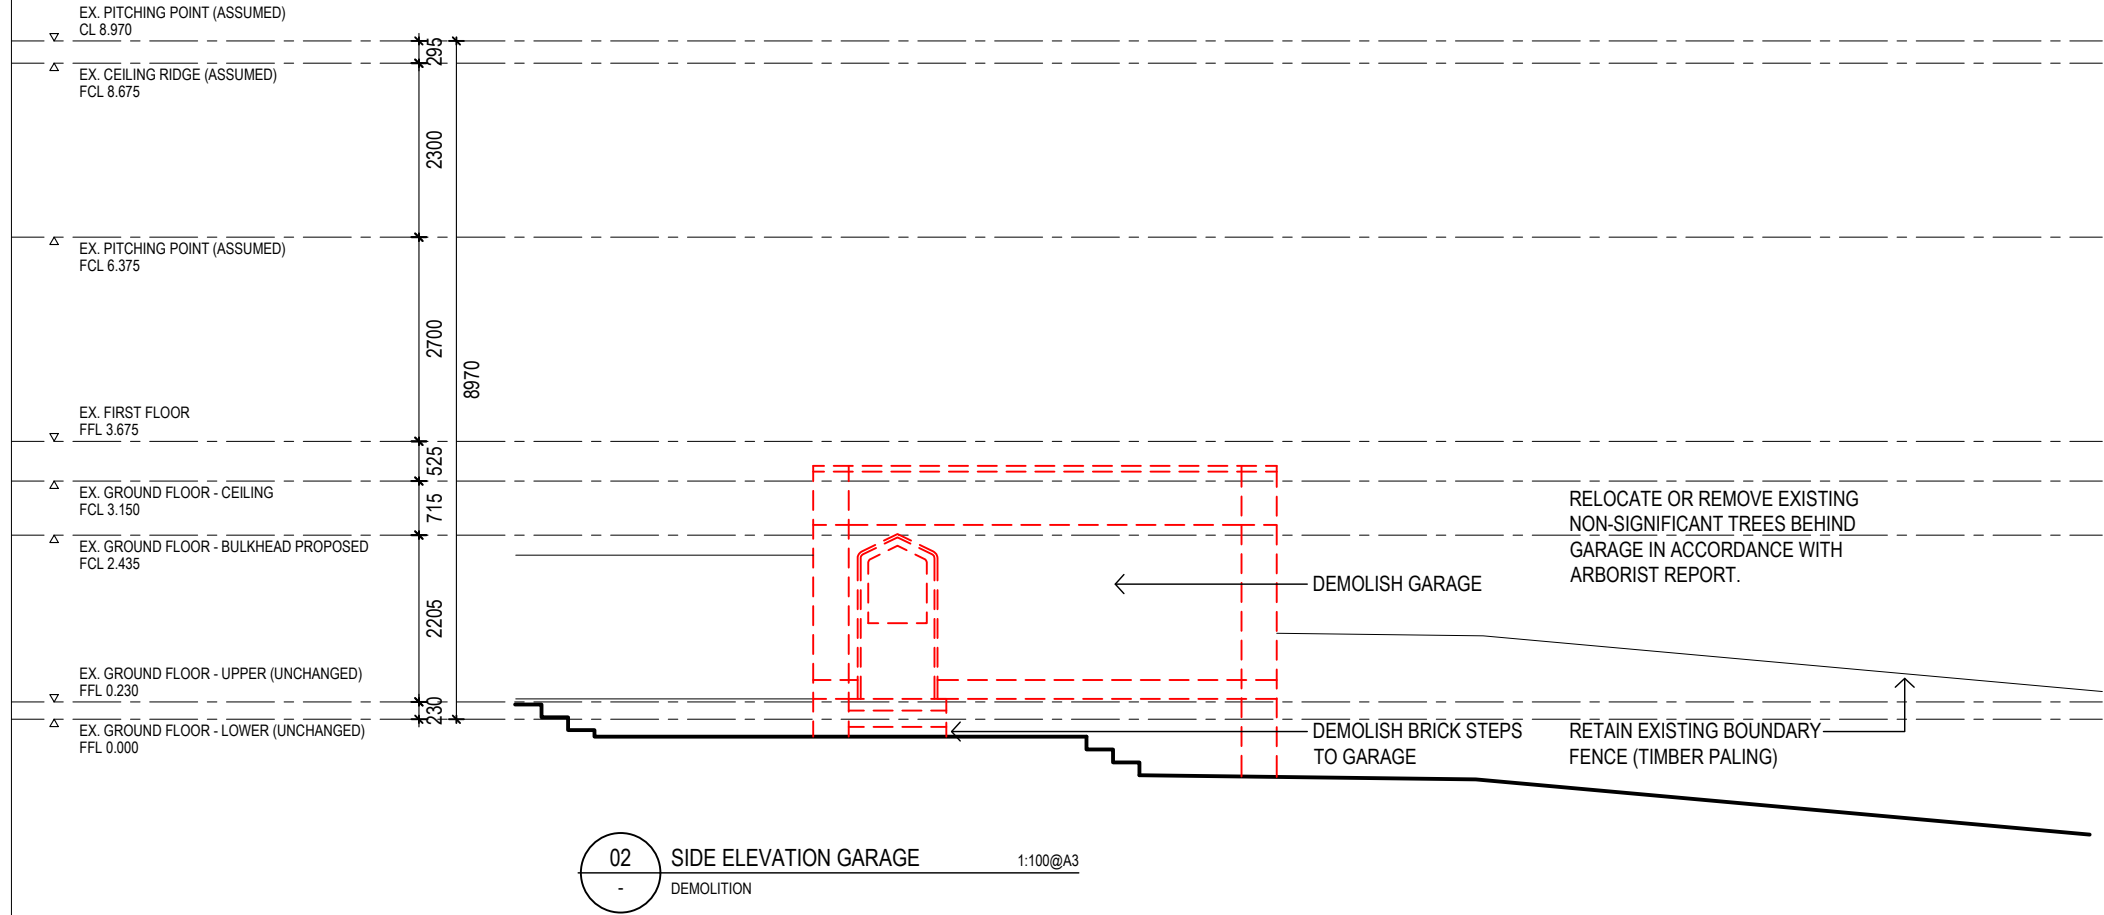 EX. PITCHING POINT (ASSUMED)
CL 8.970
295
EX. CEILING RIDGE (ASSUMED)
FCL 8.675
2300
EX. PITCHING POINT (ASSUMED)
FCL 6.375
2700
8970
EX. FIRST FLOOR
FFL 3.675
525
EX. GROUND FLOOR - CEILING
FCL 3.150
715
EX. GROUND FLOOR - BULKHEAD PROPOSED
FCL 2.435
2205
EX. GROUND FLOOR - UPPER (UNCHANGED)
FFL 0.230
230
EX. GROUND FLOOR - LOWER (UNCHANGED)
FFL 0.000
RELOCATE OR REMOVE EXISTING
NON-SIGNIFICANT TREES BEHIND
GARAGE IN ACCORDANCE WITH
ARBORIST REPORT.
DEMOLISH GARAGE
DEMOLISH BRICK STEPS
TO GARAGE
RETAIN EXISTING BOUNDARY
FENCE (TIMBER PALING)
02
SIDE ELEVATION GARAGE
1:100@A3
-
DEMOLITION